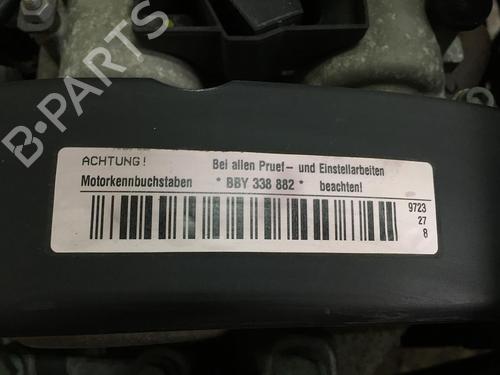 B-PARTS
ACHTUNG! Bei allen Pruef- und Einstellarbeiten
Motorkennbuchstaben * BBY 338 882 * beachten!
9723
27
8